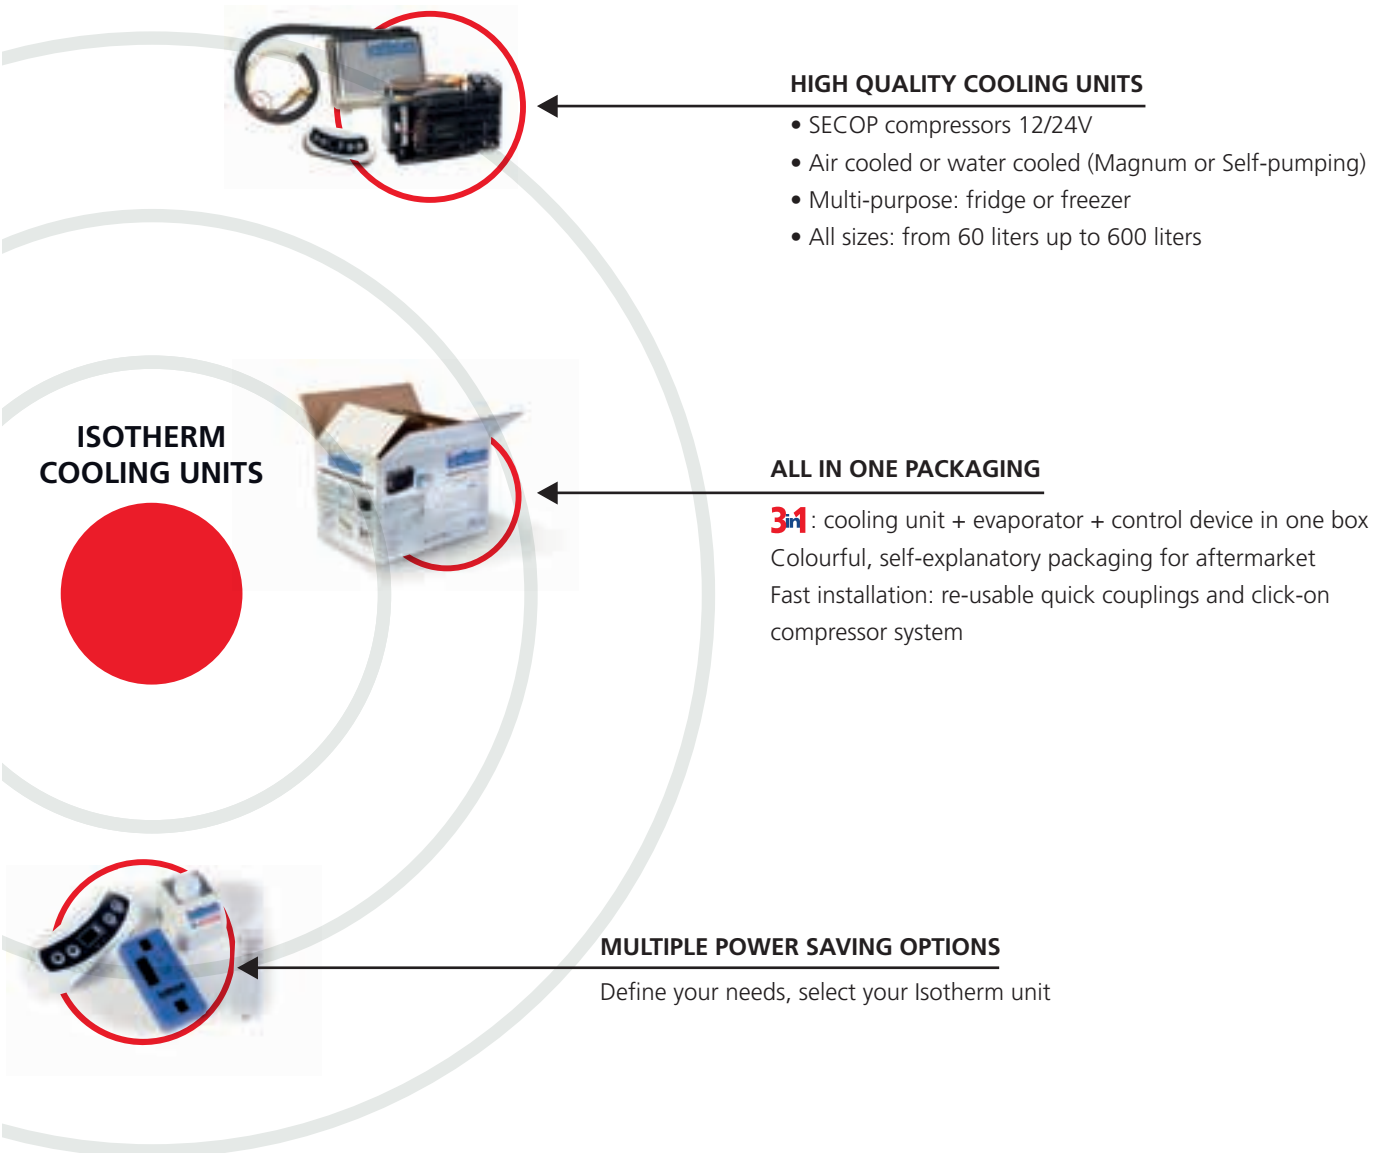 HIGH QUALITY COOLING UNITS
• SECOP compressors 12/24V
• Air cooled or water cooled (Magnum or Self-pumping)
• Multi-purpose: fridge or freezer
• All sizes: from 60 liters up to 600 liters
ISOTHERM
COOLING UNITS
ALL IN ONE PACKAGING
3in1: cooling unit + evaporator + control device in one box
Colourful, self-explanatory packaging for aftermarket
Fast installation: re-usable quick couplings and click-on
compressor system
MULTIPLE POWER SAVING OPTIONS
Define your needs, select your Isotherm unit